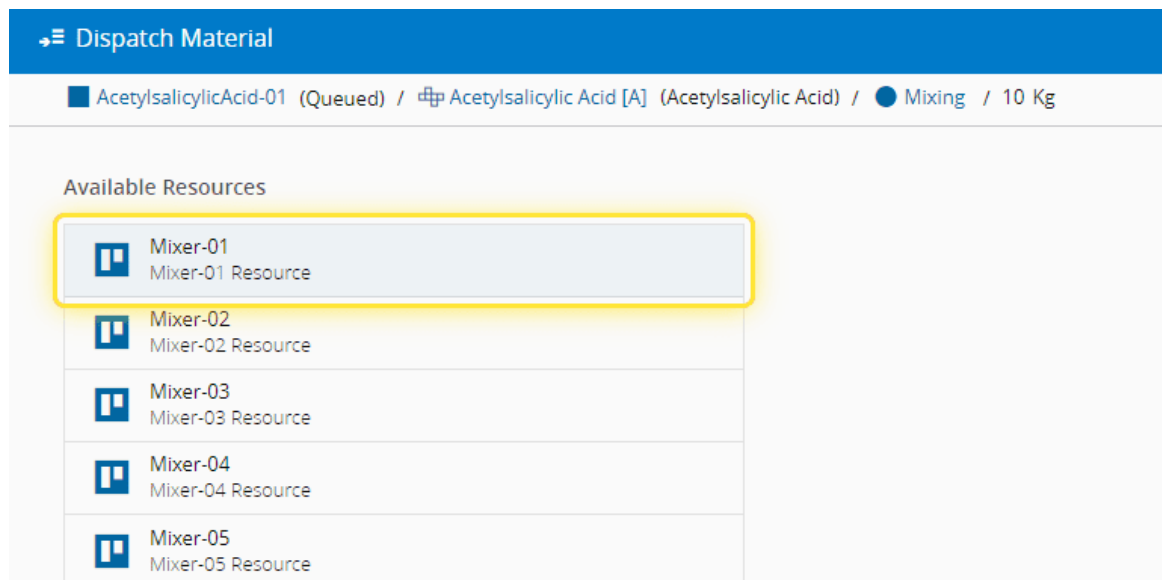 Dispatch Material
AcetylsalicylicAcid-01 (Queued) / Acetylsalicylic Acid [A] (Acetylsalicylic Acid) / Mixing / 10 Kg
Available Resources
Mixer-01
Mixer-01 Resource
Mixer-02
Mixer-02 Resource
Mixer-03
Mixer-03 Resource
Mixer-04
Mixer-04 Resource
Mixer-05
Mixer-05 Resource